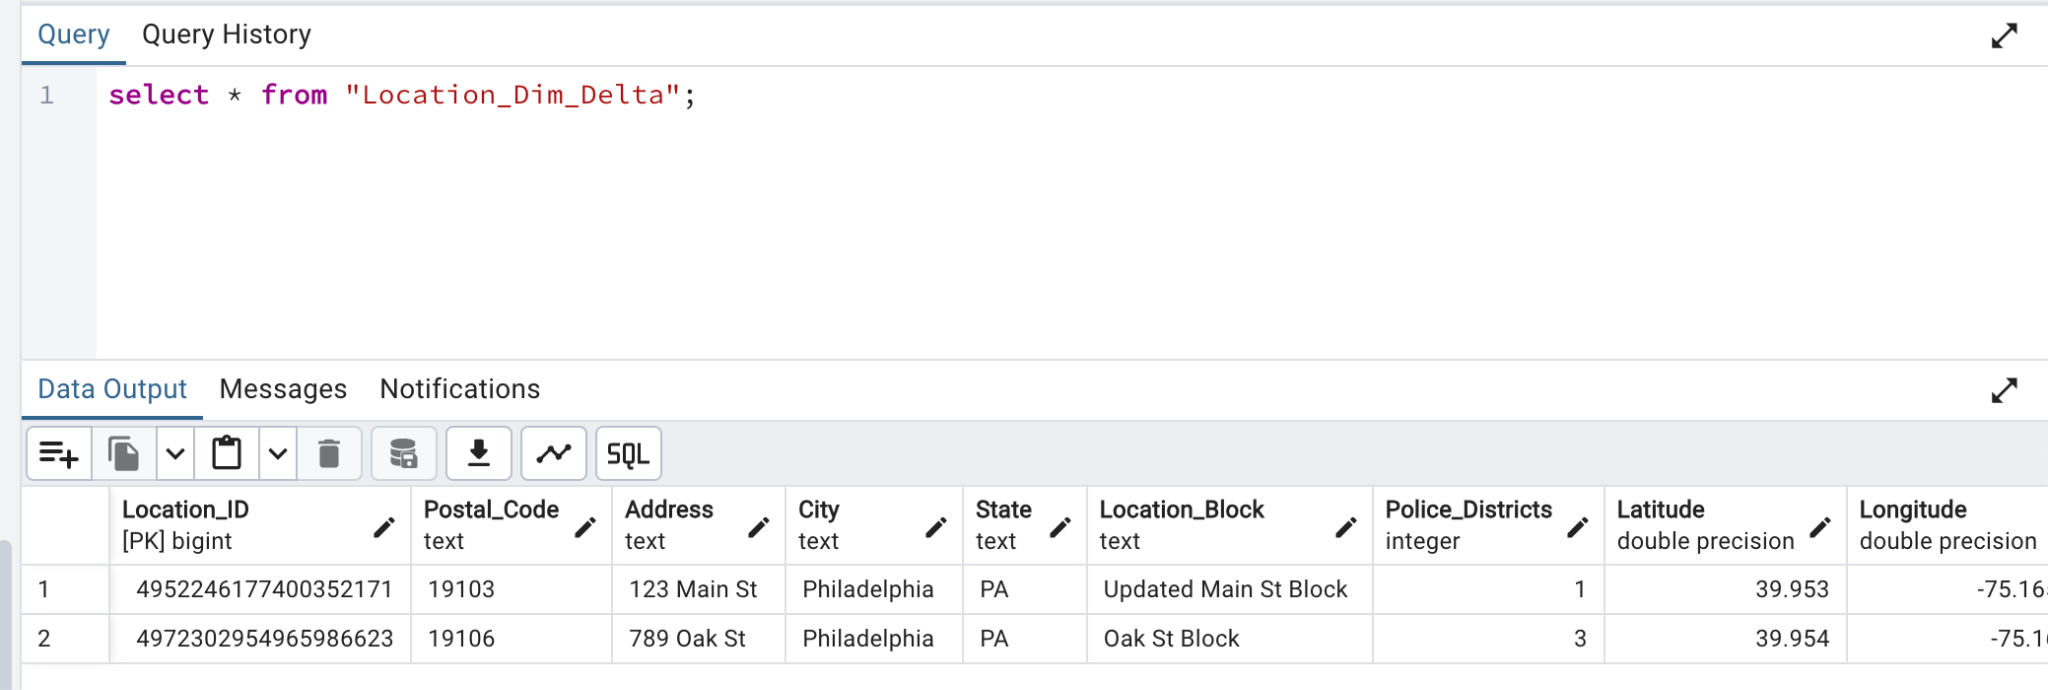 Query Query History
1 select * from "Location_Dim_Delta";
Data Output Messages Notifications
SQL
Location_ID Postal_Code Address City State Location_Block Police_Districts Latitude Longitude
[PK] bigint text text text text text integer double precision double precision
1 4952246177400352171 19103 123 Main St Philadelphia PA Updated Main St Block 1 39.953
2 4972302954965986623 19106 789 Oak St Philadelphia PA Oak St Block 3 39.954